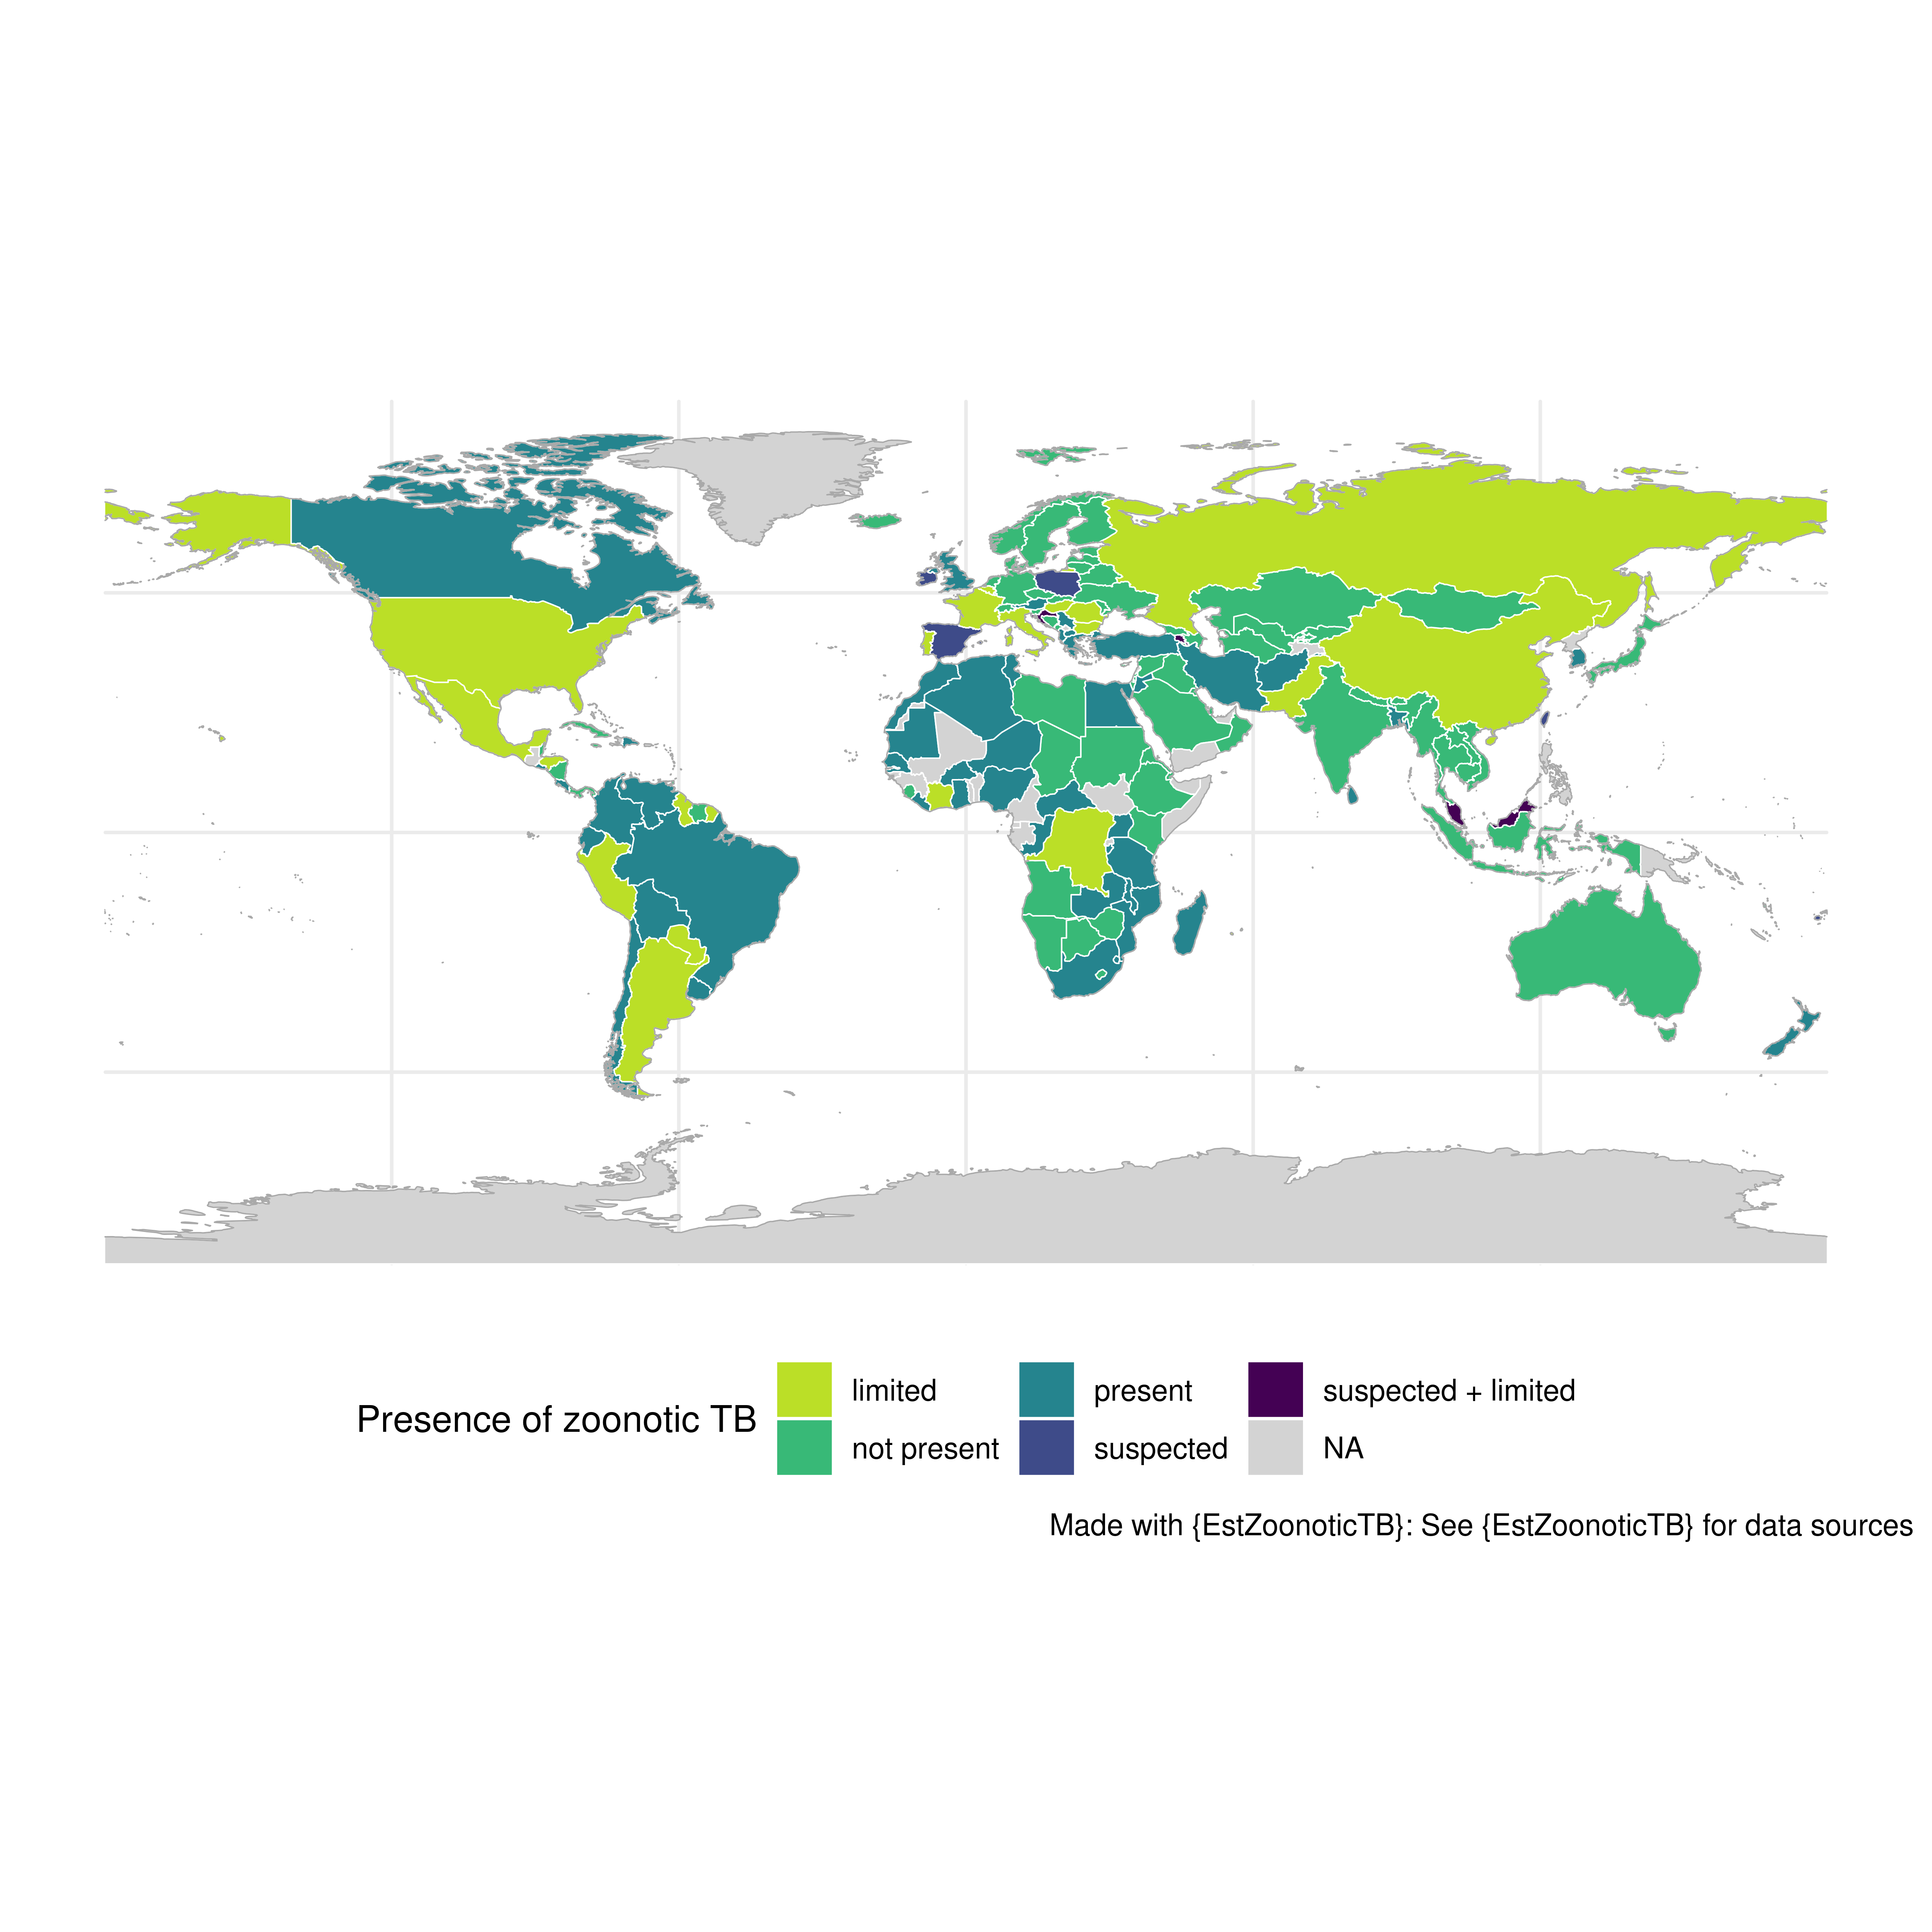 Presence of zoonotic TB
limited
present
suspected + limited
not present
suspected
NA
Made with {EstZoonoticTB}: See {EstZoonoticTB} for data sources